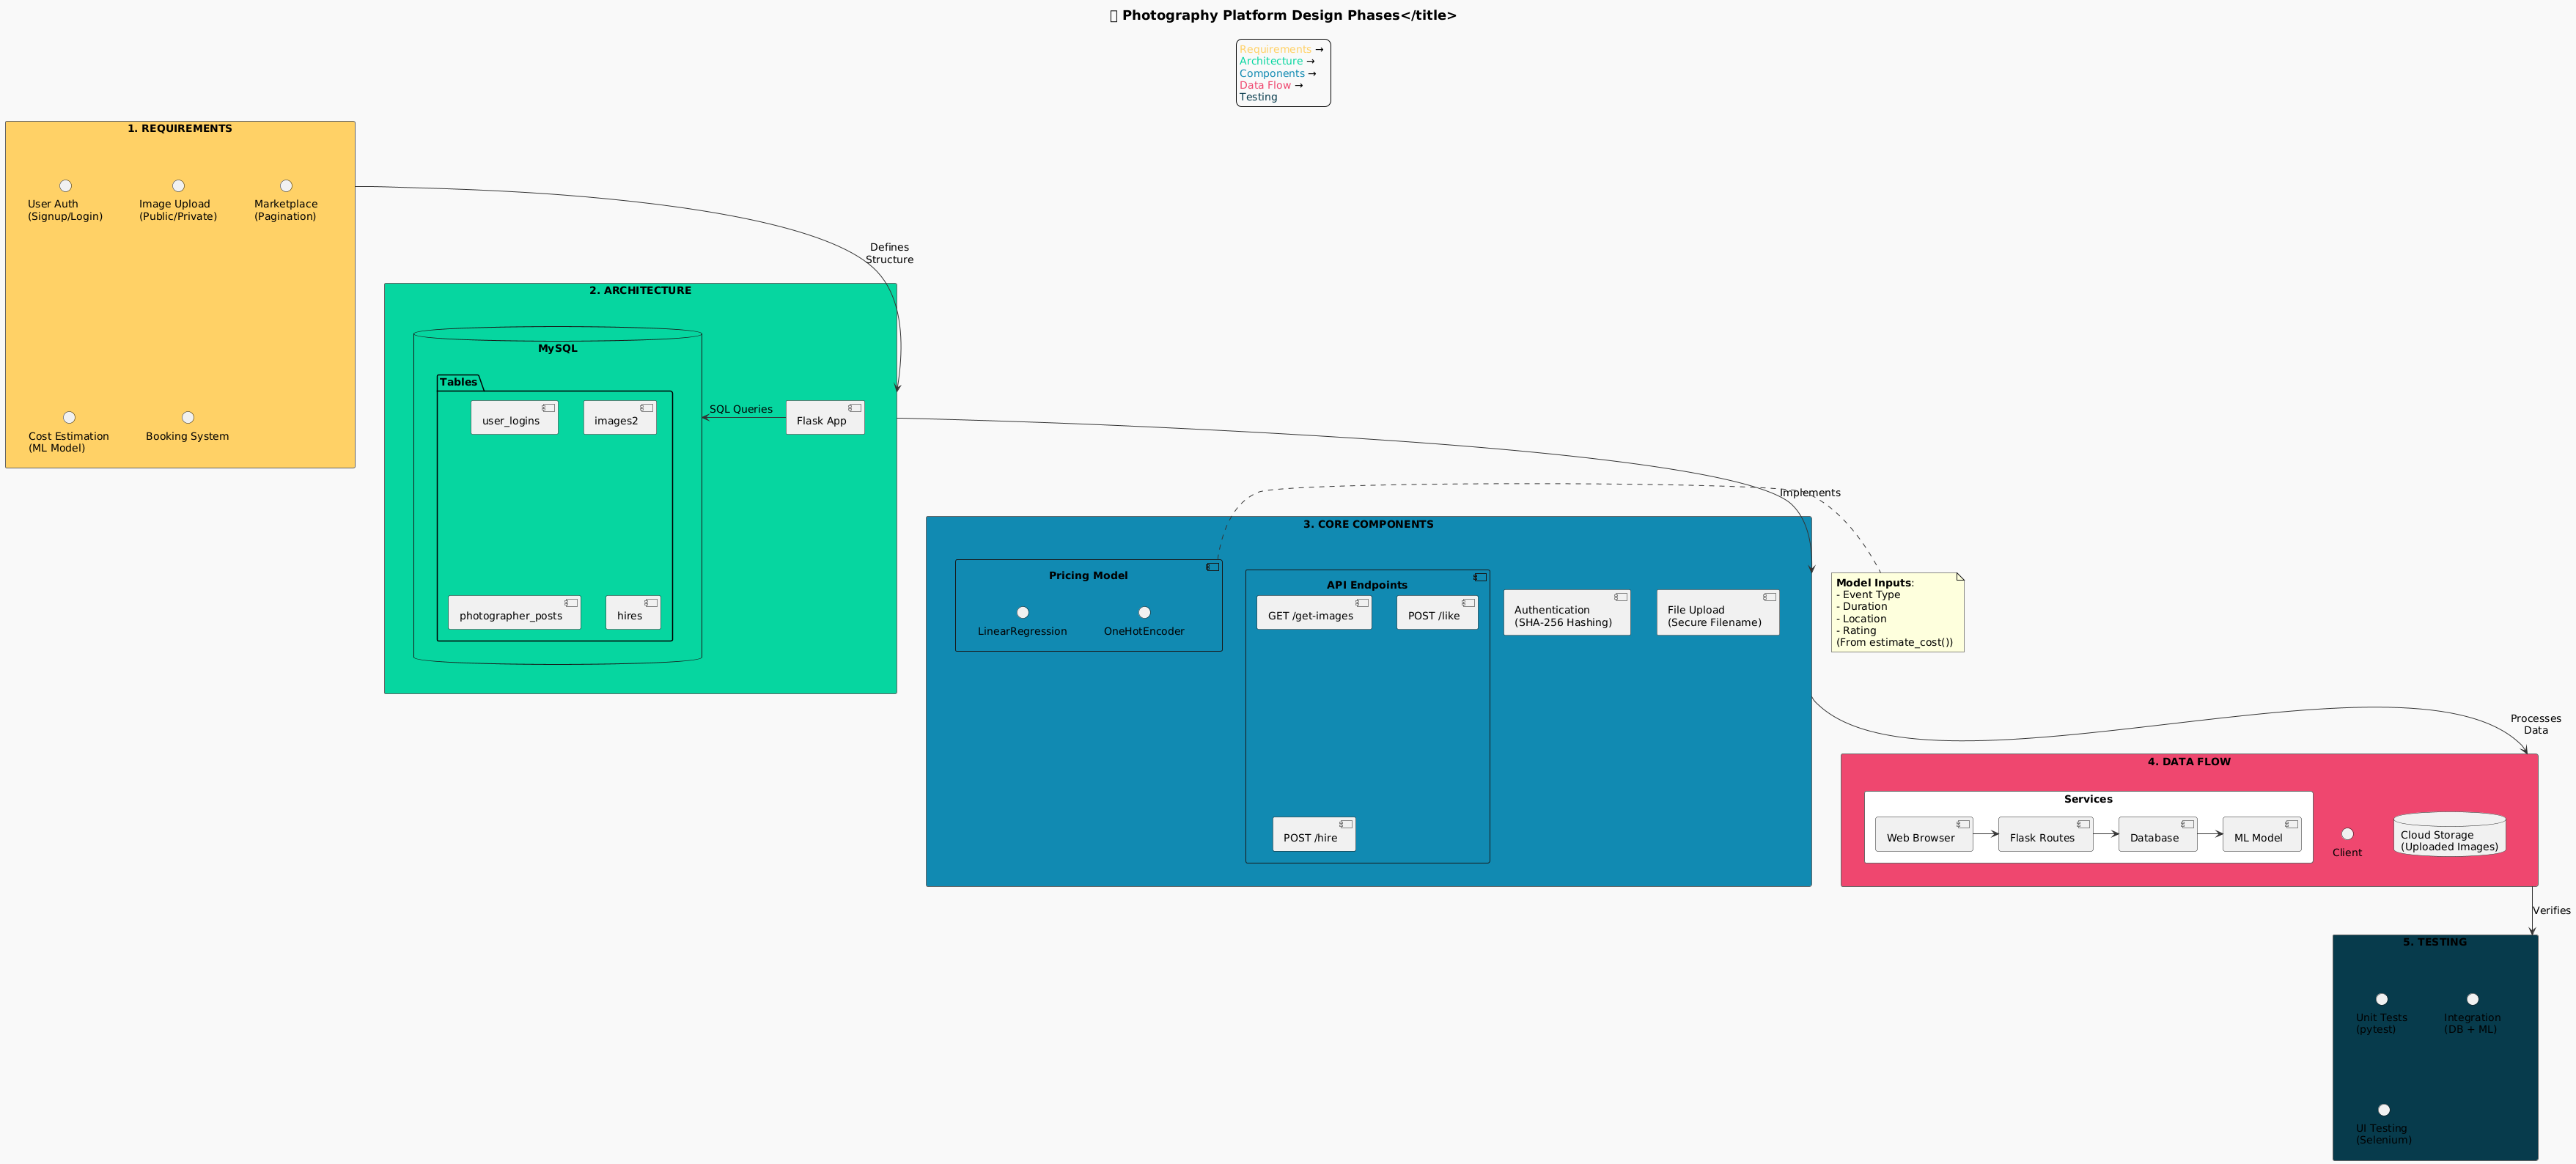 Photography Platform Design Phases</title>
Requirements →
Architecture →
Components →
Data Flow →
Testing
1. REQUIREMENTS
User Auth
(Signup/Login)
Image Upload
(Public/Private)
Marketplace
(Pagination)
Cost Estimation
(ML Model)
Booking System
Defines
Structure
2. ARCHITECTURE
MySQL
Tables
user_logins
images2
photographer_posts
hires
SQL Queries
Flask App
Implements
3. CORE COMPONENTS
Pricing Model
LinearRegression
OneHotEncoder
API Endpoints
GET /get-images
POST /like
POST /hire
Authentication
(SHA-256 Hashing)
File Upload
(Secure Filename)
Model Inputs:
- Event Type
- Duration
- Location
- Rating
(From estimate_cost())
Processes
Data
4. DATA FLOW
Services
Web Browser
Flask Routes
Database
ML Model
Client
Cloud Storage
(Uploaded Images)
Verifies
5. TESTING
Unit Tests
(pytest)
Integration
(DB + ML)
UI Testing
(Selenium)